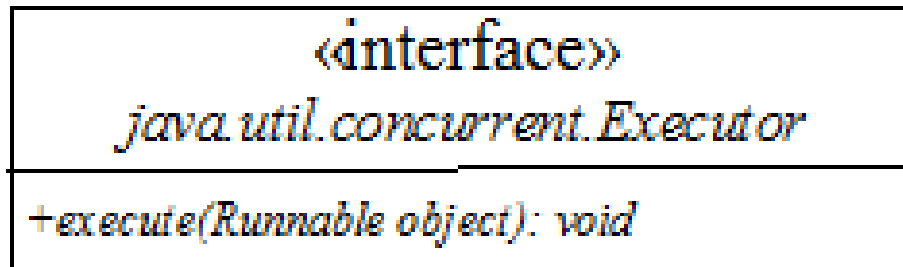 «interface»
java.util.concurrent.Executor
+execute(Runnable object): void